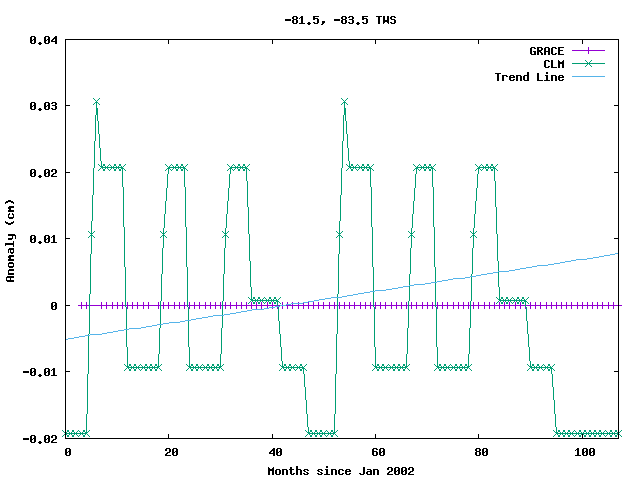 -81.5, -83.5 TWS
0.04
0.03
0.02
0.01
0
-0.01
-0.02
Anomaly (cm)
GRACE
CLM
Trend Line
0 20 40 60 80 100
Months since Jan 2002